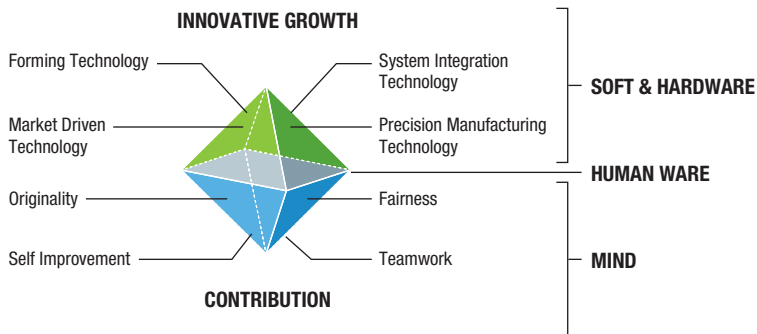 INNOVATIVE GROWTH
Forming Technology
System Integration
Technology
SOFT & HARDWARE
Market Driven
Technology
Precision Manufacturing
Technology
HUMAN WARE
Originality
Fairness
Self Improvement
Teamwork
MIND
CONTRIBUTION